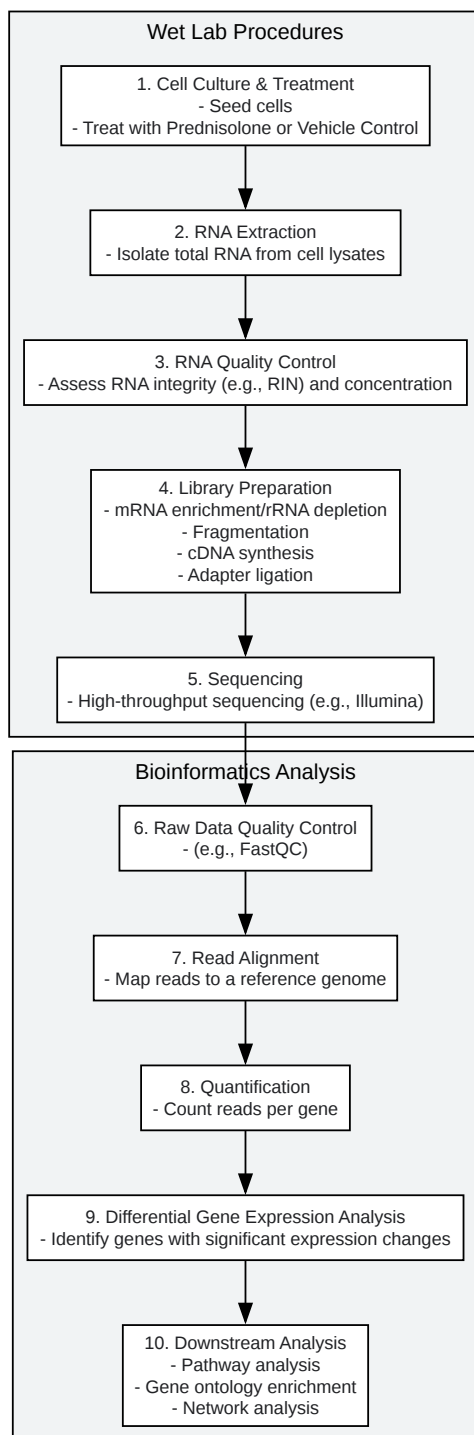 Wet Lab Procedures
1. Cell Culture & Treatment
- Seed cells
- Treat with Prednisolone or Vehicle Control
2. RNA Extraction
- Isolate total RNA from cell lysates
3. RNA Quality Control
- Assess RNA integrity (e.g., RIN) and concentration
4. Library Preparation
- mRNA enrichment/rRNA depletion
- Fragmentation
- cDNA synthesis
- Adapter ligation
5. Sequencing
- High-throughput sequencing (e.g., Illumina)
Bioinformatics Analysis
6. Raw Data Quality Control
- (e.g., FastQC)
7. Read Alignment
- Map reads to a reference genome
8. Quantification
- Count reads per gene
9. Differential Gene Expression Analysis
- Identify genes with significant expression changes
10. Downstream Analysis
- Pathway analysis
- Gene ontology enrichment
- Network analysis